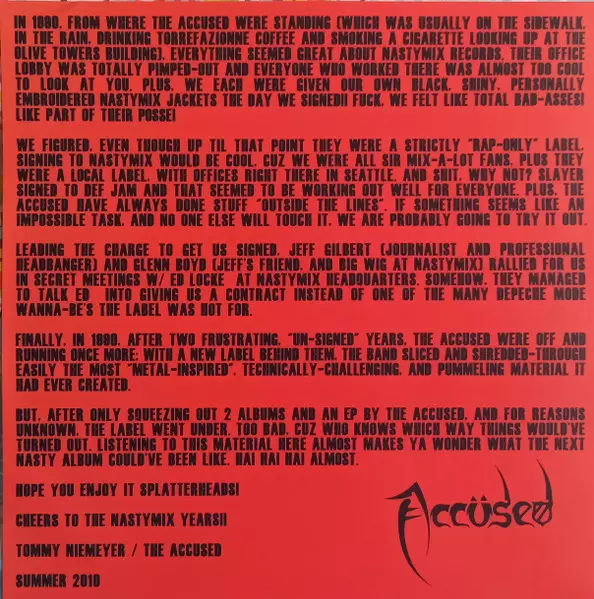 IN 1990, FROM WHERE THE ACCUSED WERE STANDING (WHICH WAS USUALLY ON THE SIDEWALK,
IN THE RAIN, DRINKING TORREFAZIONNE COFFEE AND SMOKING A CIGARETTE LOOKING UP AT THE
OLIVE TOWERS BUILDING), EVERYTHING SEEMED GREAT ABOUT NASTYMIX RECORDS. THEIR OFFICE
LOBBY WAS TOTALLY PIMPED-OUT AND EVERYONE WHO WORKED THERE WAS ALMOST TOO COOL
TO LOOK AT YOU. PLUS, WE EACH WERE GIVEN OUR OWN BLACK, SHINY, PERSONALLY
EMBROIDERED NASTYMIX JACKETS THE DAY WE SIGNED!! FUCK, WE FELT LIKE TOTAL BAD-ASSES!
LIKE PART OF THEIR POSSE!
WE FIGURED, EVEN THOUGH UP TIL THAT POINT THEY WERE A STRICTLY "RAP-ONLY" LABEL,
SIGNING TO NASTYMIX WOULD BE COOL, CUZ WE WERE ALL SIR MIX-A-LOT FANS, PLUS THEY
WERE A LOCAL LABEL, WITH OFFICES RIGHT THERE IN SEATTLE, AND SHIT, WHY NOT? SLAYER
SIGNED TO DEF JAM AND THAT SEEMED TO BE WORKING OUT WELL FOR EVERYONE. PLUS, THE
ACCUSED HAVE ALWAYS DONE STUFF "OUTSIDE THE LINES". IF SOMETHING SEEMS LIKE AN
IMPOSSIBLE TASK, AND NO ONE ELSE WILL TOUCH IT, WE ARE PROBABLY GOING TO TRY IT OUT.
LEADING THE CHARGE TO GET US SIGNED, JEFF GILBERT (JOURNALIST AND PROFESSIONAL
HEADBANGER) AND GLENN BOYD (JEFF'S FRIEND, AND BIG WIG AT NASTYMIX) RALLIED FOR US
IN SECRET MEETINGS W/ ED LOCKE AT NASTYMIX HEADQUARTERS. SOMEHOW, THEY MANAGED
TO TALK ED INTO GIVING US A CONTRACT INSTEAD OF ONE OF THE MANY DEPECHE MODE
WANNA-BE'S THE LABEL WAS HOT FOR.
FINALLY, IN 1990, AFTER TWO FRUSTRATING, "UN-SIGNED" YEARS, THE ACCUSED WERE OFF AND
RUNNING ONCE MORE; WITH A NEW LABEL BEHIND THEM, THE BAND SLICED AND SHREDDED-THROUGH
EASILY THE MOST "METAL-INSPIRED", TECHNICALLY-CHALLENGING, AND PUMMELING MATERIAL IT
HAD EVER CREATED.
BUT, AFTER ONLY SQUEEZING OUT 2 ALBUMS AND AN EP BY THE ACCUSED, AND FOR REASONS
UNKNOWN, THE LABEL WENT UNDER. TOO BAD, CUZ WHO KNOWS WHICH WAY THINGS WOULD'VE
TURNED OUT. LISTENING TO THIS MATERIAL HERE ALMOST MAKES YA WONDER WHAT THE NEXT
NASTY ALBUM COULD'VE BEEN LIKE. HA! HA! HA! ALMOST.
HOPE YOU ENJOY IT SPLATTERHEADS!
CHEERS TO THE NASTYMIX YEARS!!
TOMMY NIEMEYER / THE ACCUSED
SUMMER 2010
Accüsed